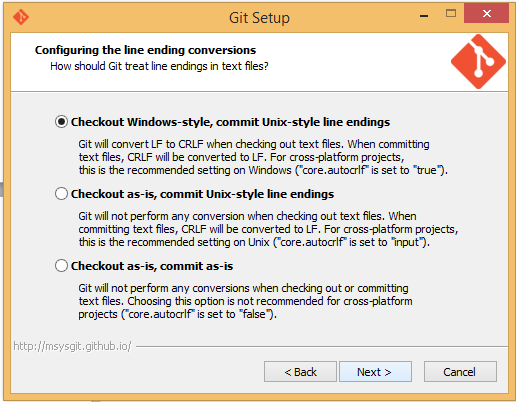 Git Setup
Configuring the line ending conversions
How should Git treat line endings in text files?
Checkout Windows-style, commit Unix-style line endings
Git will convert LF to CRLF when checking out text files. When committing
text files, CRLF will be converted to LF. For cross-platform projects,
this is the recommended setting on Windows ("core.autocrlf" is set to "true").
Checkout as-is, commit Unix-style line endings
Git will not perform any conversion when checking out text files. When
committing text files, CRLF will be converted to LF. For cross-platform projects,
this is the recommended setting on Unix ("core.autocrlf" is set to "input").
Checkout as-is, commit as-is
Git will not perform any conversions when checking out or committing
text files. Choosing this option is not recommended for cross-platform
projects ("core.autocrlf" is set to "false").
http://msysgit.github.io/
< Back Next > Cancel